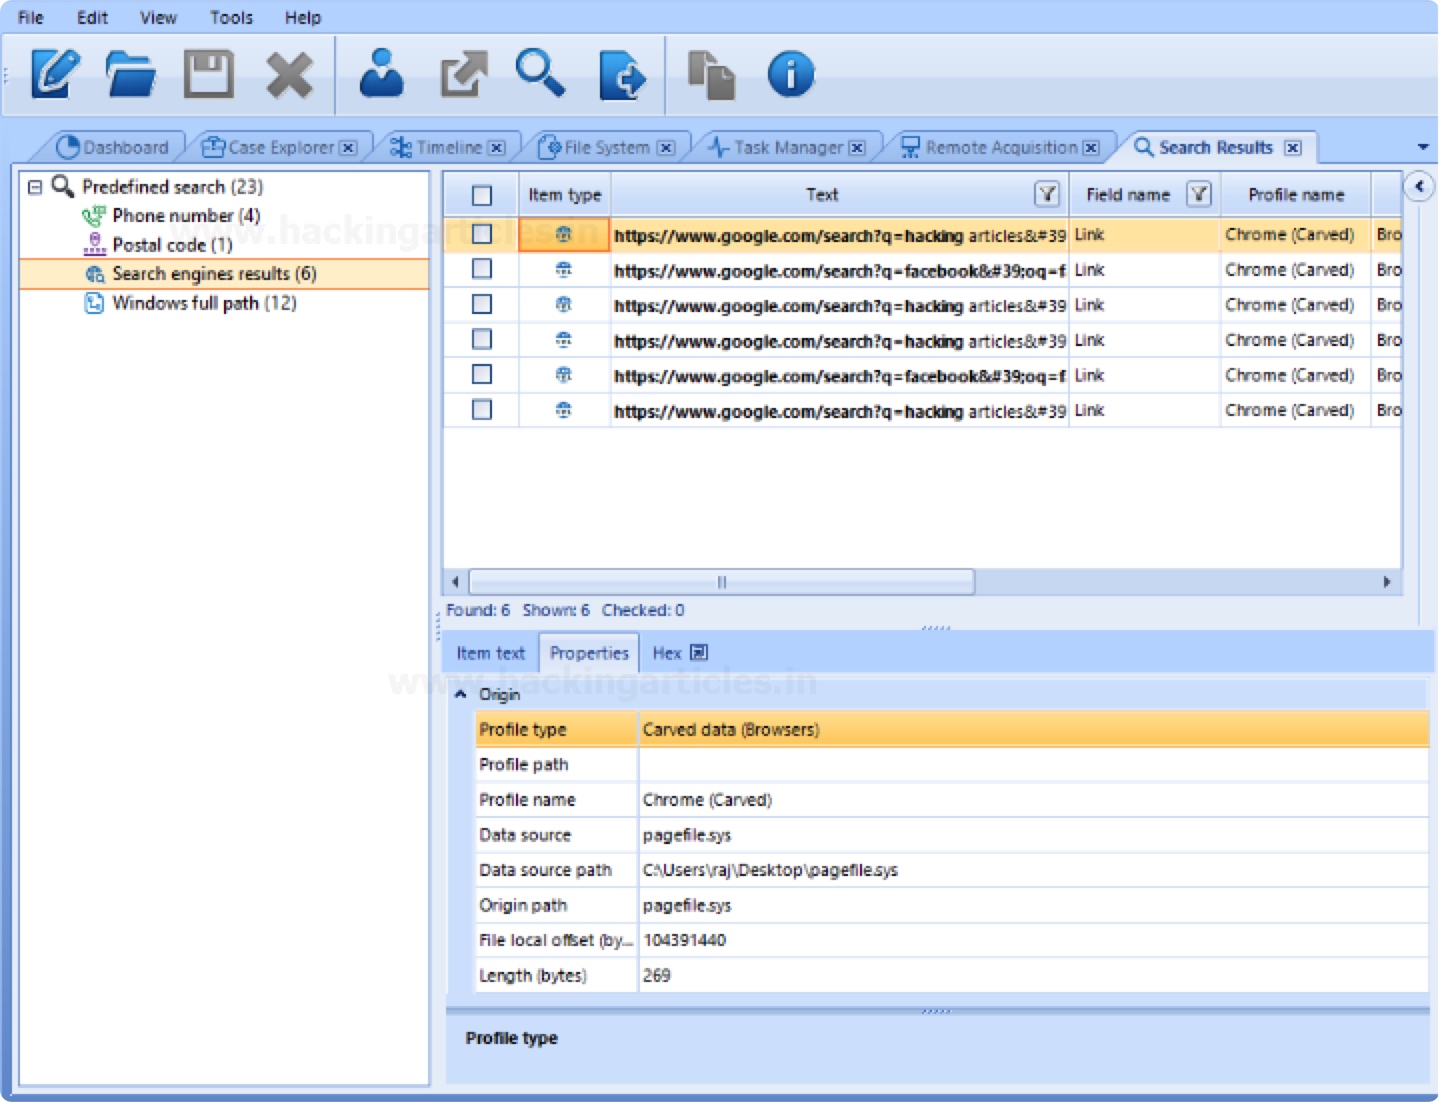 File Edit View Tools Help
Dashboard Case Explorer Timeline File System Task Manager Remote Acquisition Search Results
Predefined search (23)
Phone number (4)
Postal code (1)
Search engines results (6)
Windows full path (12)
www.hackingarticles.in
Item type Text Field name Profile name
https://www.google.com/search?q=hacking articles&#39 Link Chrome (Carved) Bro
https://www.google.com/search?q=facebook&#39;oq=f Link Chrome (Carved) Bro
https://www.google.com/search?q=hacking articles&#39 Link Chrome (Carved) Bro
https://www.google.com/search?q=hacking articles&#39 Link Chrome (Carved) Bro
https://www.google.com/search?q=facebook&#39;oq=f Link Chrome (Carved) Bro
https://www.google.com/search?q=hacking articles&#39 Link Chrome (Carved) Bro
Found: 6 Shown: 6 Checked: 0
Item text Properties Hex
www.hackingarticles.in
Origin
Profile type Carved data (Browsers)
Profile path
Profile name Chrome (Carved)
Data source pagefile.sys
Data source path C:\Users\raj\Desktop\pagefile.sys
Origin path pagefile.sys
File local offset (by... 104391440
Length (bytes) 269
Profile type